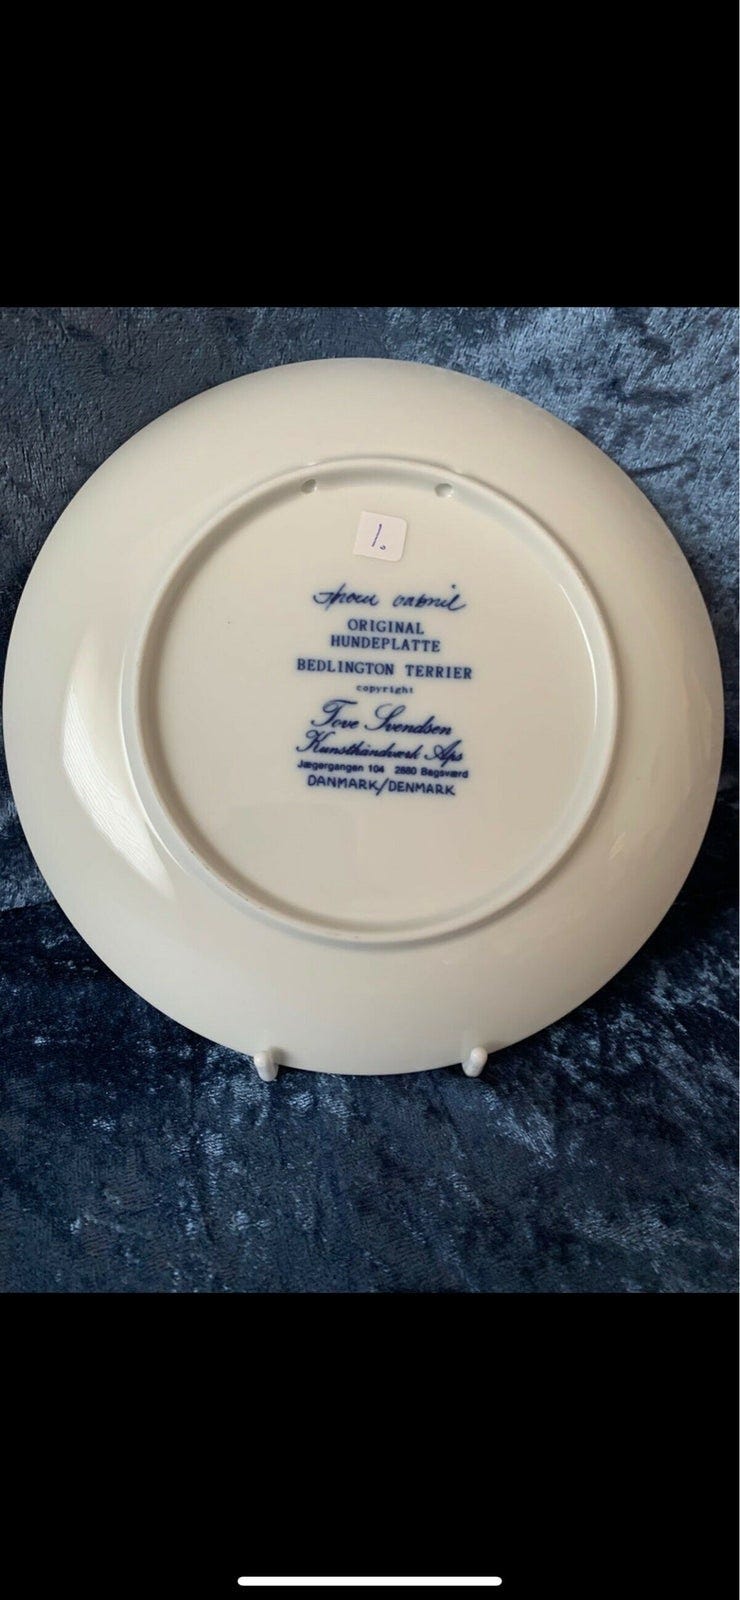 1.
ORIGINAL
HUNDEPLATTE
BEDLINGTON TERRIER
copyright
Tove Svendsen
Kunsthåndværk Aps
Jægergangen 104 2880 Bagsværd
DANMARK/DENMARK